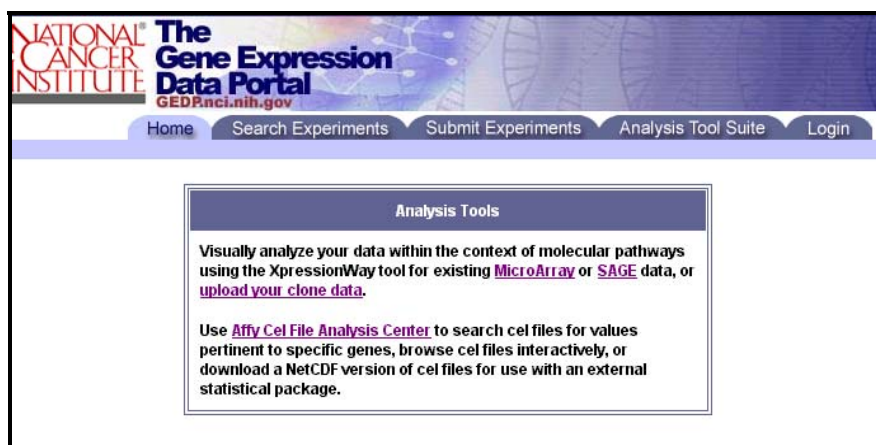 NATIONAL
CANCER
INSTITUTE
The
Gene Expression
Data Portal
GEDP.nci.nih.gov
Home Search Experiments Submit Experiments Analysis Tool Suite Login
Analysis Tools
Visually analyze your data within the context of molecular pathways
using the XpressionWay tool for existing MicroArray or SAGE data, or
upload your clone data.
Use Affy Cel File Analysis Center to search cel files for values
pertinent to specific genes, browse cel files interactively, or
download a NetCDF version of cel files for use with an external
statistical package.